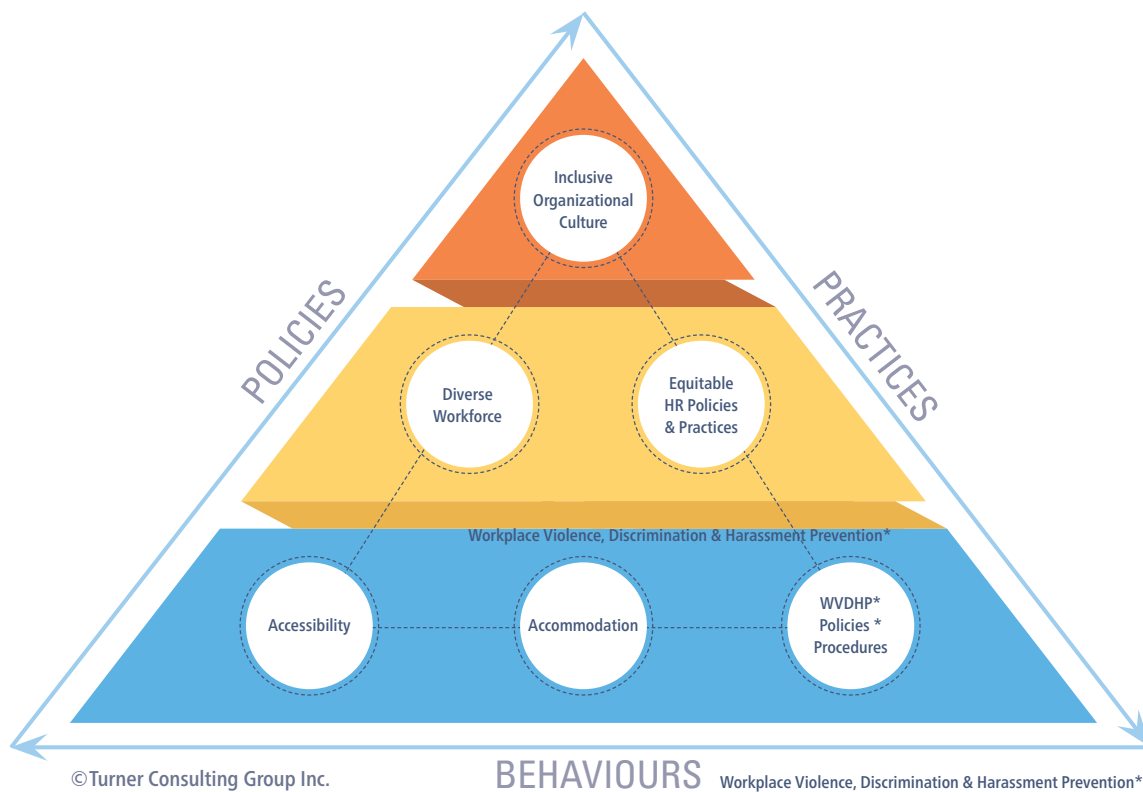 Inclusive
Organizational
Culture
POLICIES
PRACTICES
Diverse
Workforce
Equitable
HR Policies
& Practices
Workplace Violence, Discrimination & Harassment Prevention*
Accessibility
Accommodation
WVDHP*
Policies *
Procedures
©Turner Consulting Group Inc.
BEHAVIOURS
Workplace Violence, Discrimination & Harassment Prevention*